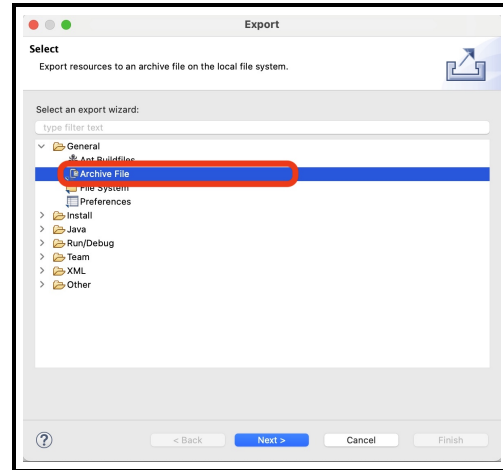 Export
Select
Export resources to an archive file on the local file system.
Select an export wizard:
type filter text
General
Ant Buildfiles
Archive File
File System
Preferences
Install
Java
Run/Debug
Team
XML
Other
?
< Back
Next >
Cancel
Finish